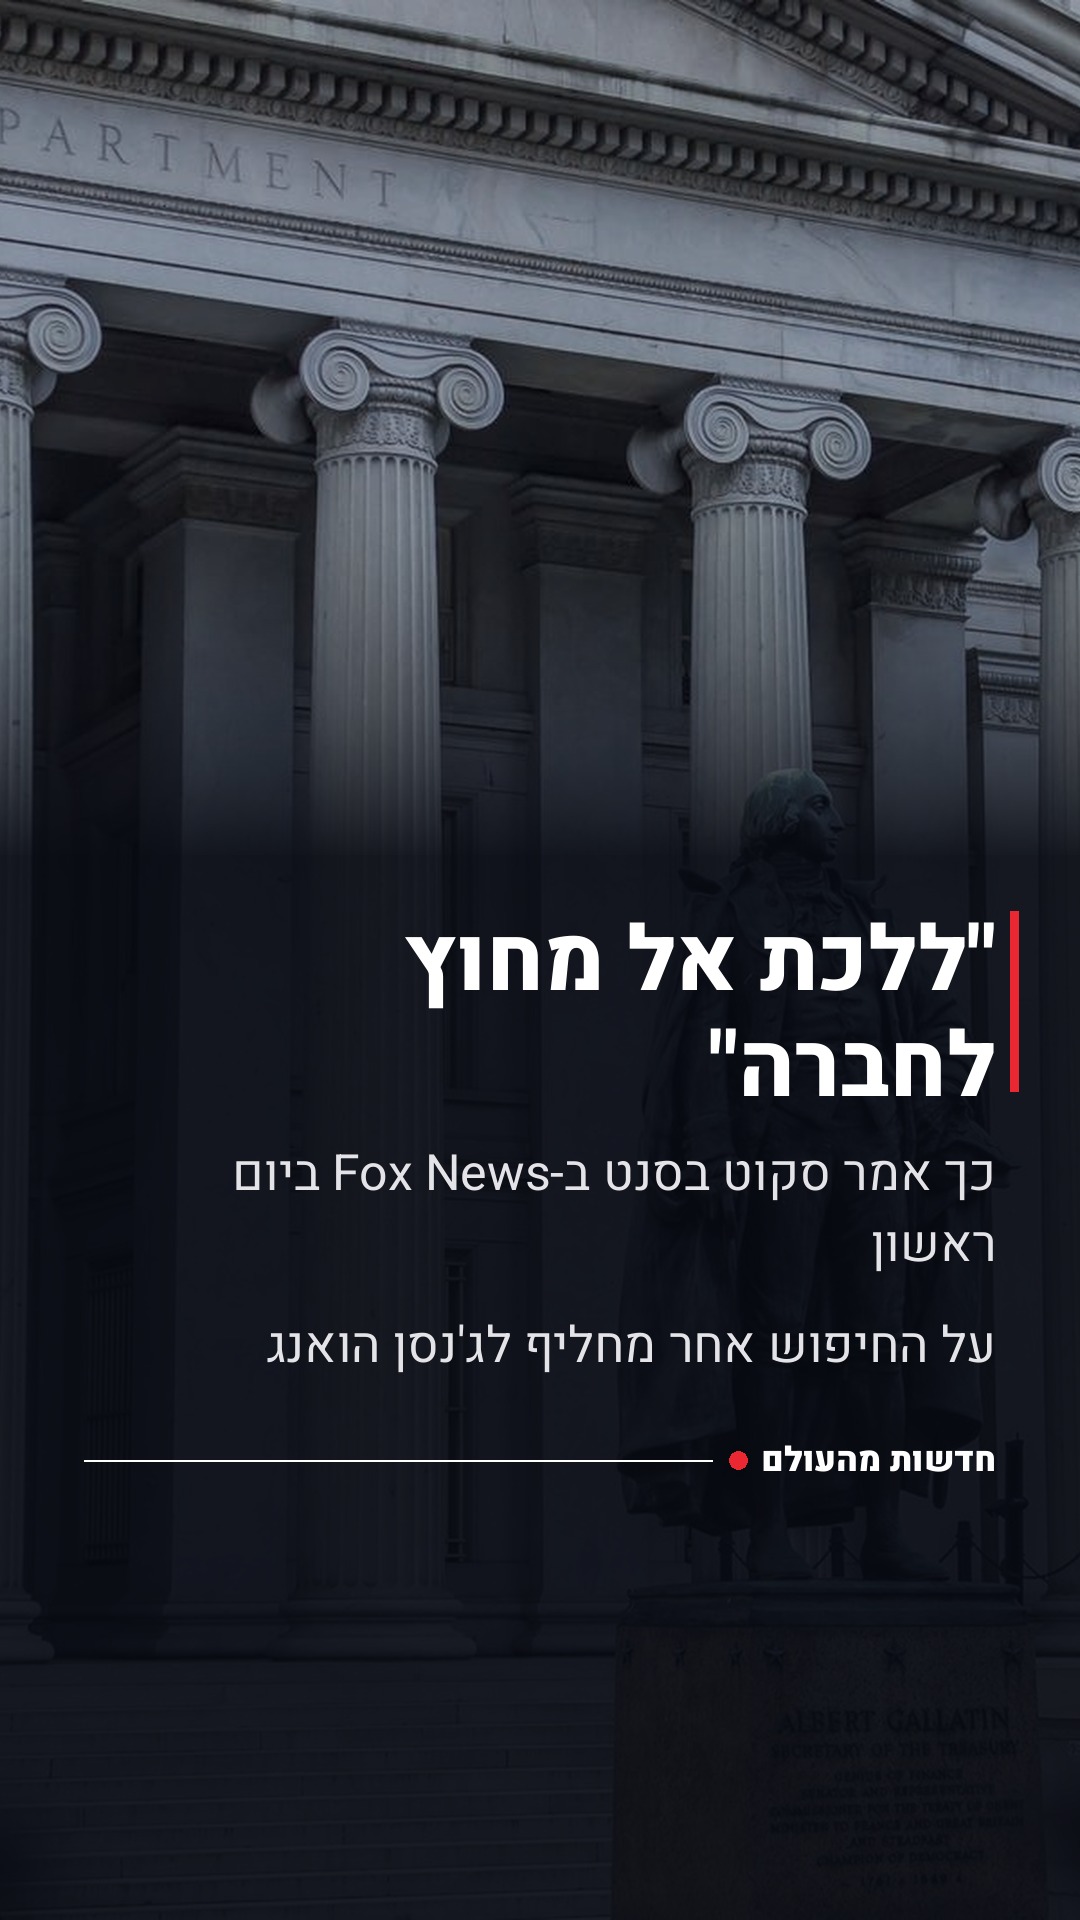 PARTMENT
"ללכת אל מחוץ
לחברה"
כך אמר סקוט בסנט ב-Fox News ביום
ראשון
על החיפוש אחר מחליף לג'נסן הואנג
חדשות מהעולם
ALBERT GALLATIN
SECRETARY OF THE TREASURY